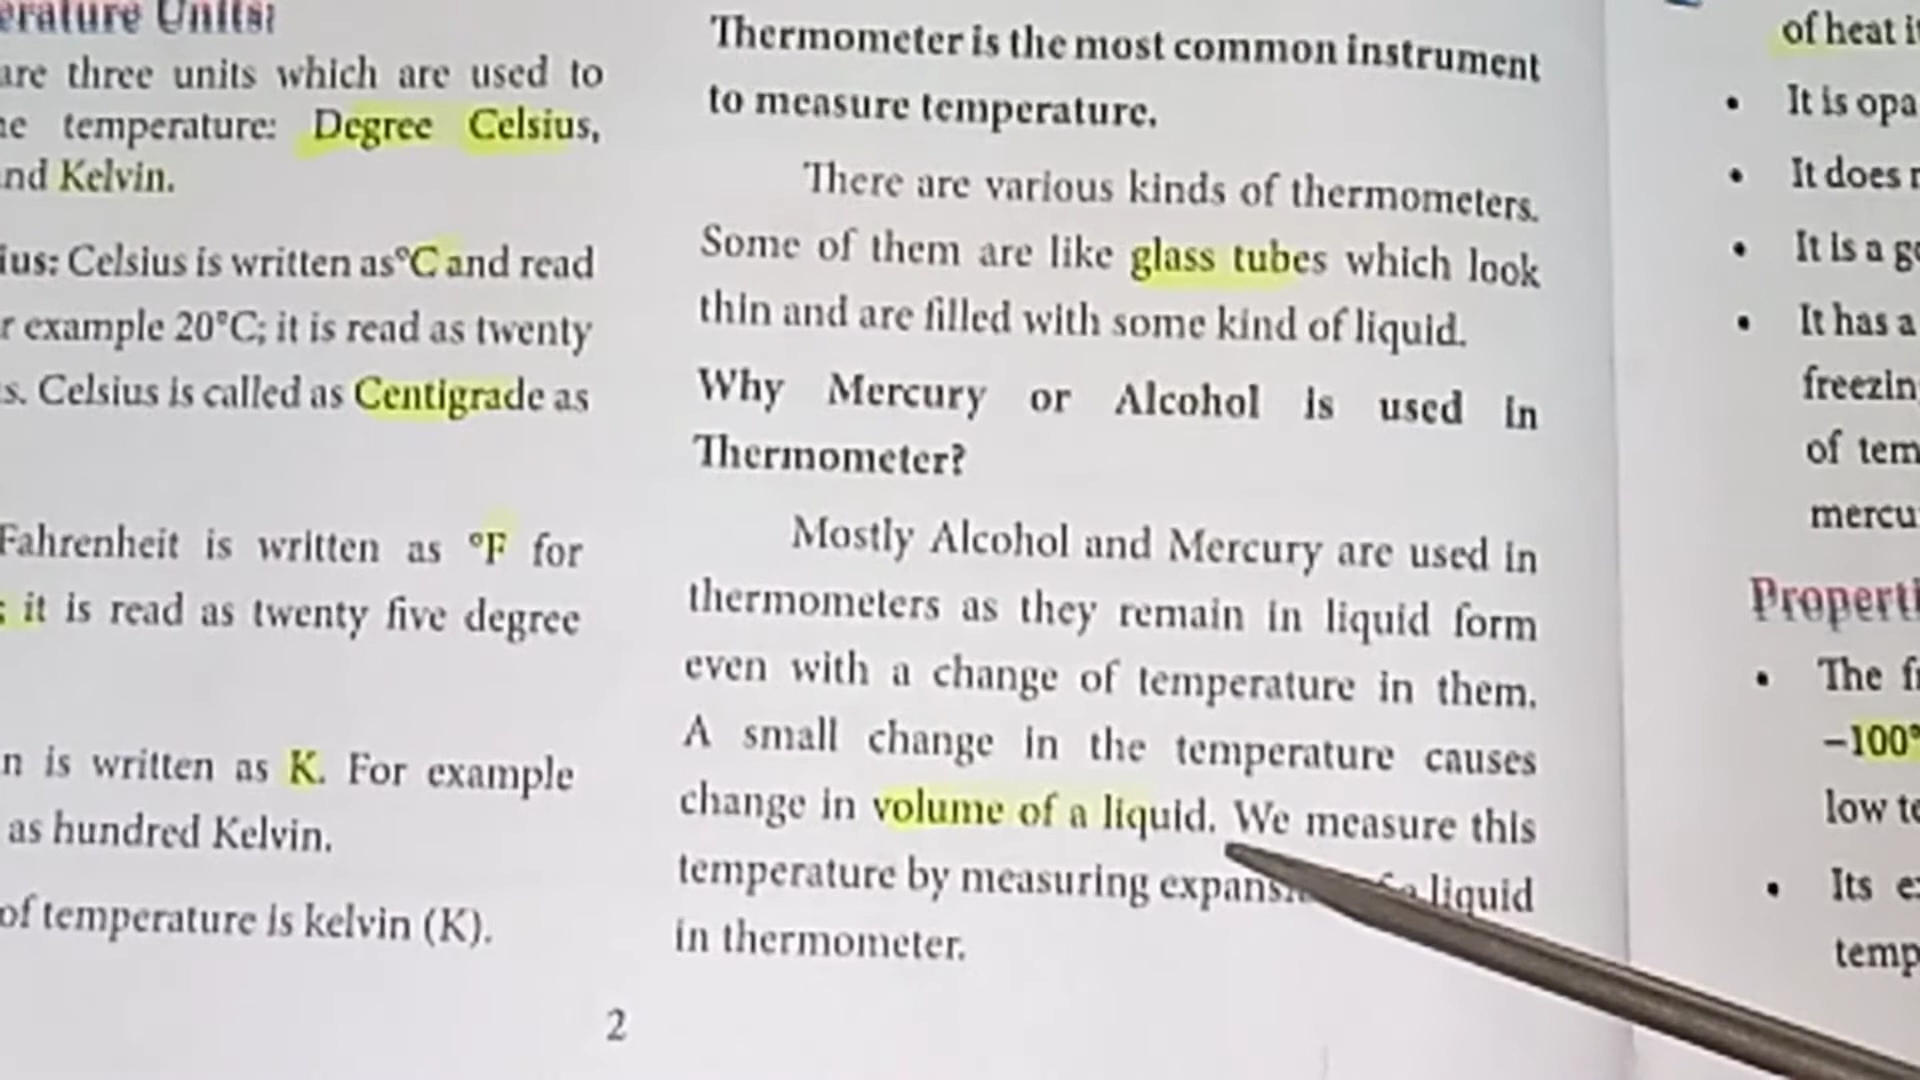 erature Units:
are three units which are used to
temperature: Degree Celsius,
and Kelvin.
ius: Celsius is written as °C and read
r example 20°C; it is read as twenty
s. Celsius is called as Centigrade as
Fahrenheit is written as °F for
; it is read as twenty five degree
n is written as K. For example
as hundred Kelvin.
of temperature is kelvin (K).
Thermometer is the most common instrument
to measure temperature.
There are various kinds of thermometers.
Some of them are like glass tubes which look
thin and are filled with some kind of liquid.
Why Mercury or Alcohol is used in
Thermometer?
Mostly Alcohol and Mercury are used in
thermometers as they remain in liquid form
even with a change of temperature in them.
A small change in the temperature causes
change in volume of a liquid. We measure this
temperature by measuring liquid
in thermometer.
2
of heat
• It is
• It does
• It is a
• It has a
of
• The
–100°
low
• Its